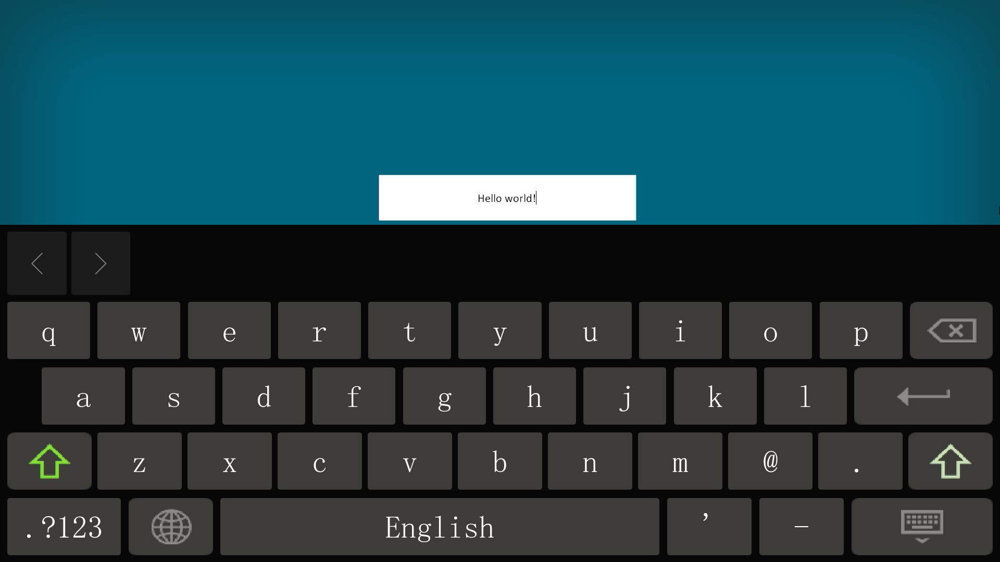 Hello world!
< >
q w e r t y u i o p
a s d f g h j k l
z x c v b n m @ .
.?123 English , –